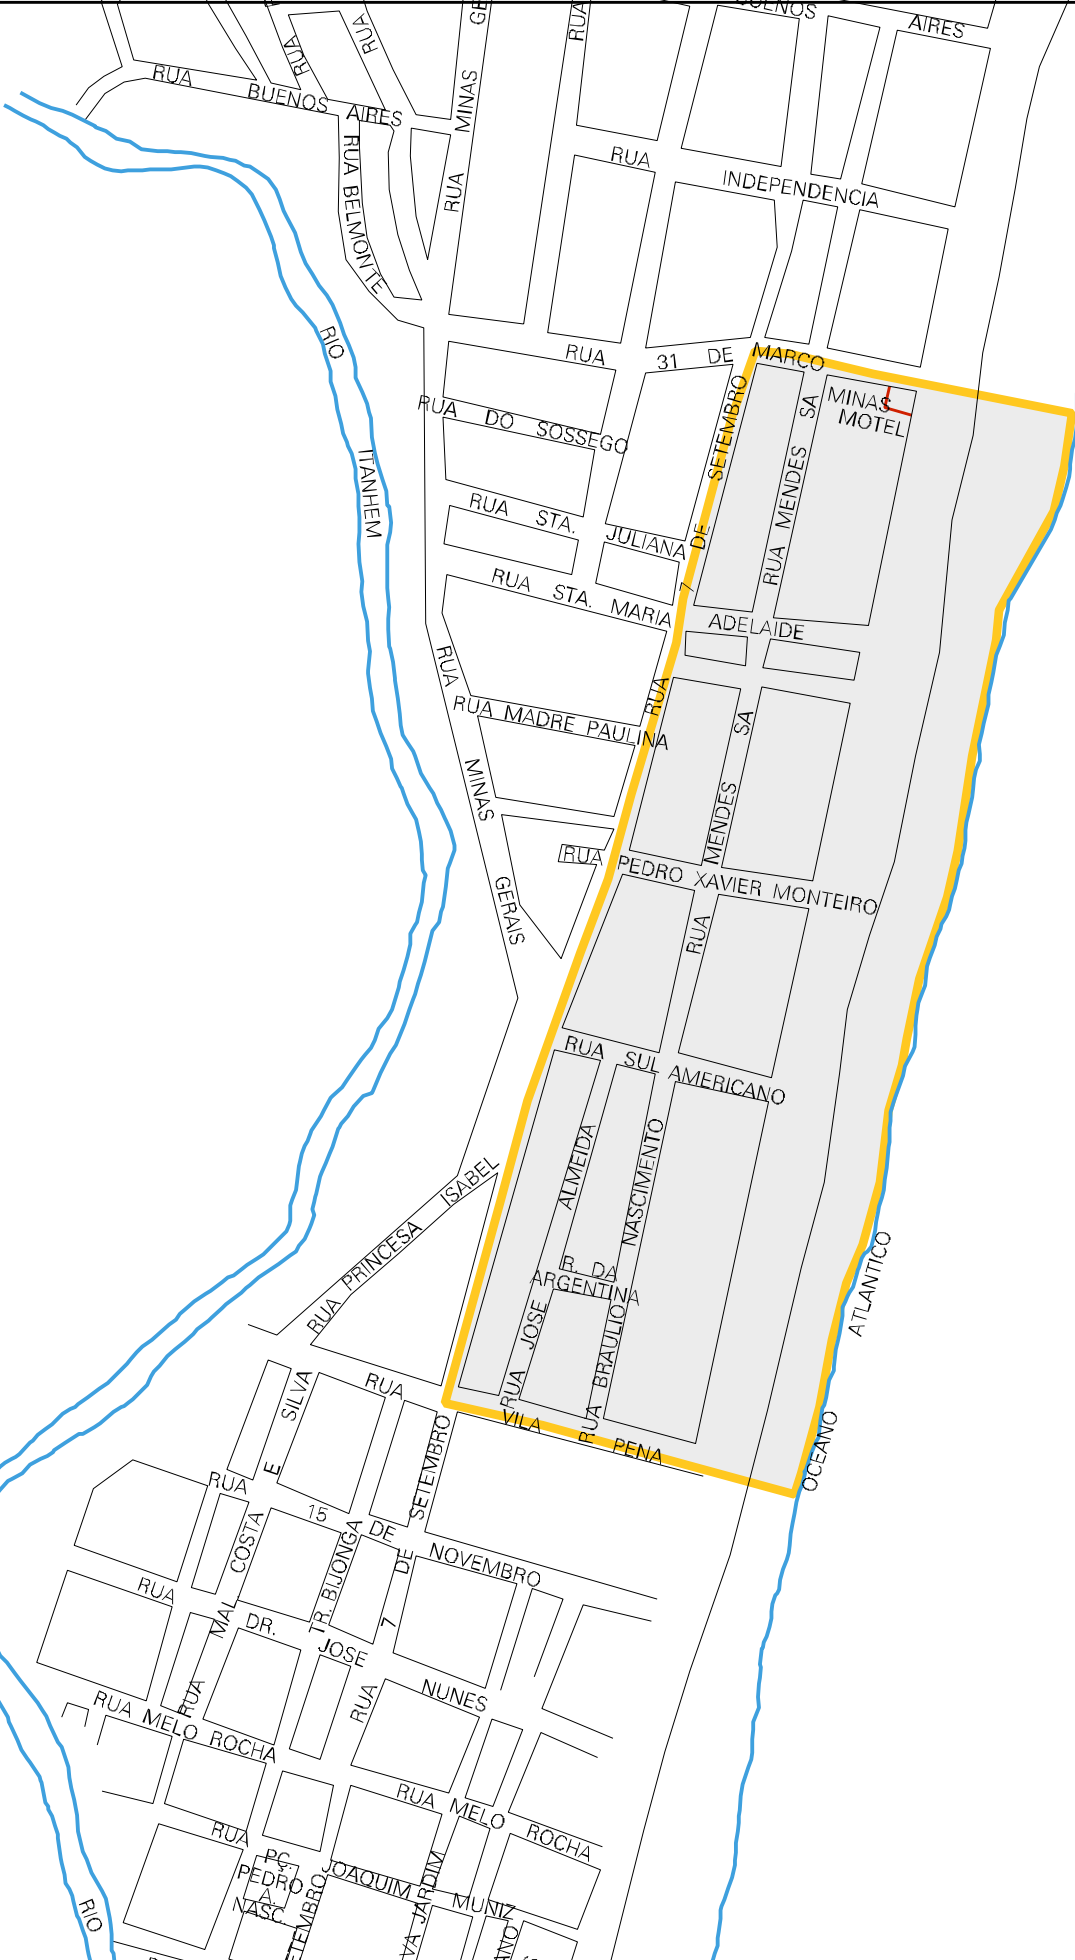 BUENOS
AIRES
RUA
RUA
RUA
RUA
BUENOS
AIRES
MINAS
RUA
RUA BELMONTE
RUA
INDEPENDENCIA
RIO
ITANHEM
RUA
31
DE
MARCO
RUA
DO
SOSSEGO
SETEMBRO
DE
7
RUA
MINAS
MOTEL
RUA MENDES SA
RUA
STA.
JULIANA
RUA
STA.
MARIA
ADELAIDE
RUA
MINAS
GERAIS
RUA MADRE PAULINA
MENDES
SA
RUA
RUA
PEDRO
XAVIER
MONTEIRO
RUA
SUL
AMERICANO
ALMEIDA
JOSE
RUA
NASCIMENTO
BRAULIO
RUA
RUA PRINCESA ISABEL
R. DA
ARGENTINA
ATLANTICO
OCEANO
RUA
VILA
PENA
SILVA
E
COSTA
MAL
RUA
RUA
15
DE
NOVEMBRO
SETEMBRO
DE
7
RUA
TR. BIJONGA
RUA
DR.
JOSE
NUNES
RUA MELO ROCHA
RUA
MELO
ROCHA
RUA
JOAQUIM
MUNIZ
PÇ.
PEDRO
A.
NASC.
JARDIM
RIO